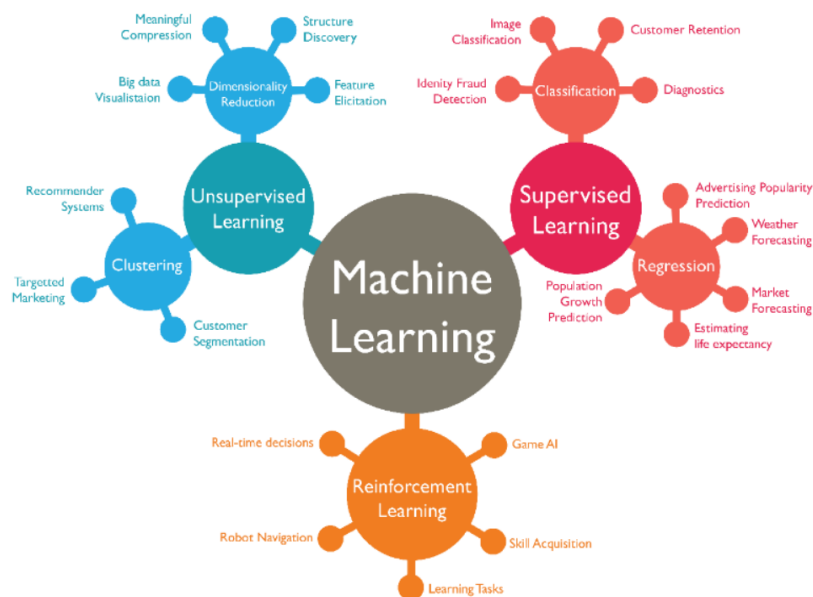 Meaningful
Compression
Structure
Discovery
Big data
Visualistaion
Dimensionality
Reduction
Feature
Elicitation
Unsupervised
Learning
Recommender
Systems
Clustering
Targetted
Marketing
Customer
Segmentation
Machine
Learning
Image
Classification
Customer Retention
Idenity Fraud
Detection
Classification
Diagnostics
Supervised
Learning
Advertising Popularity
Prediction
Weather
Forecasting
Regression
Population
Growth
Prediction
Market
Forecasting
Estimating
life expectancy
Real-time decisions
Game AI
Reinforcement
Learning
Robot Navigation
Skill Acquisition
Learning Tasks